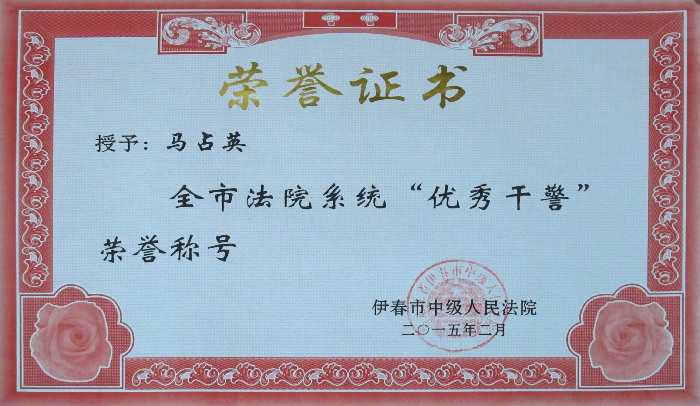 荣誉证书
授予：马占英
全市法院系统“优秀干警”
荣誉称号
伊春市中级人民法院
二〇一五年二月